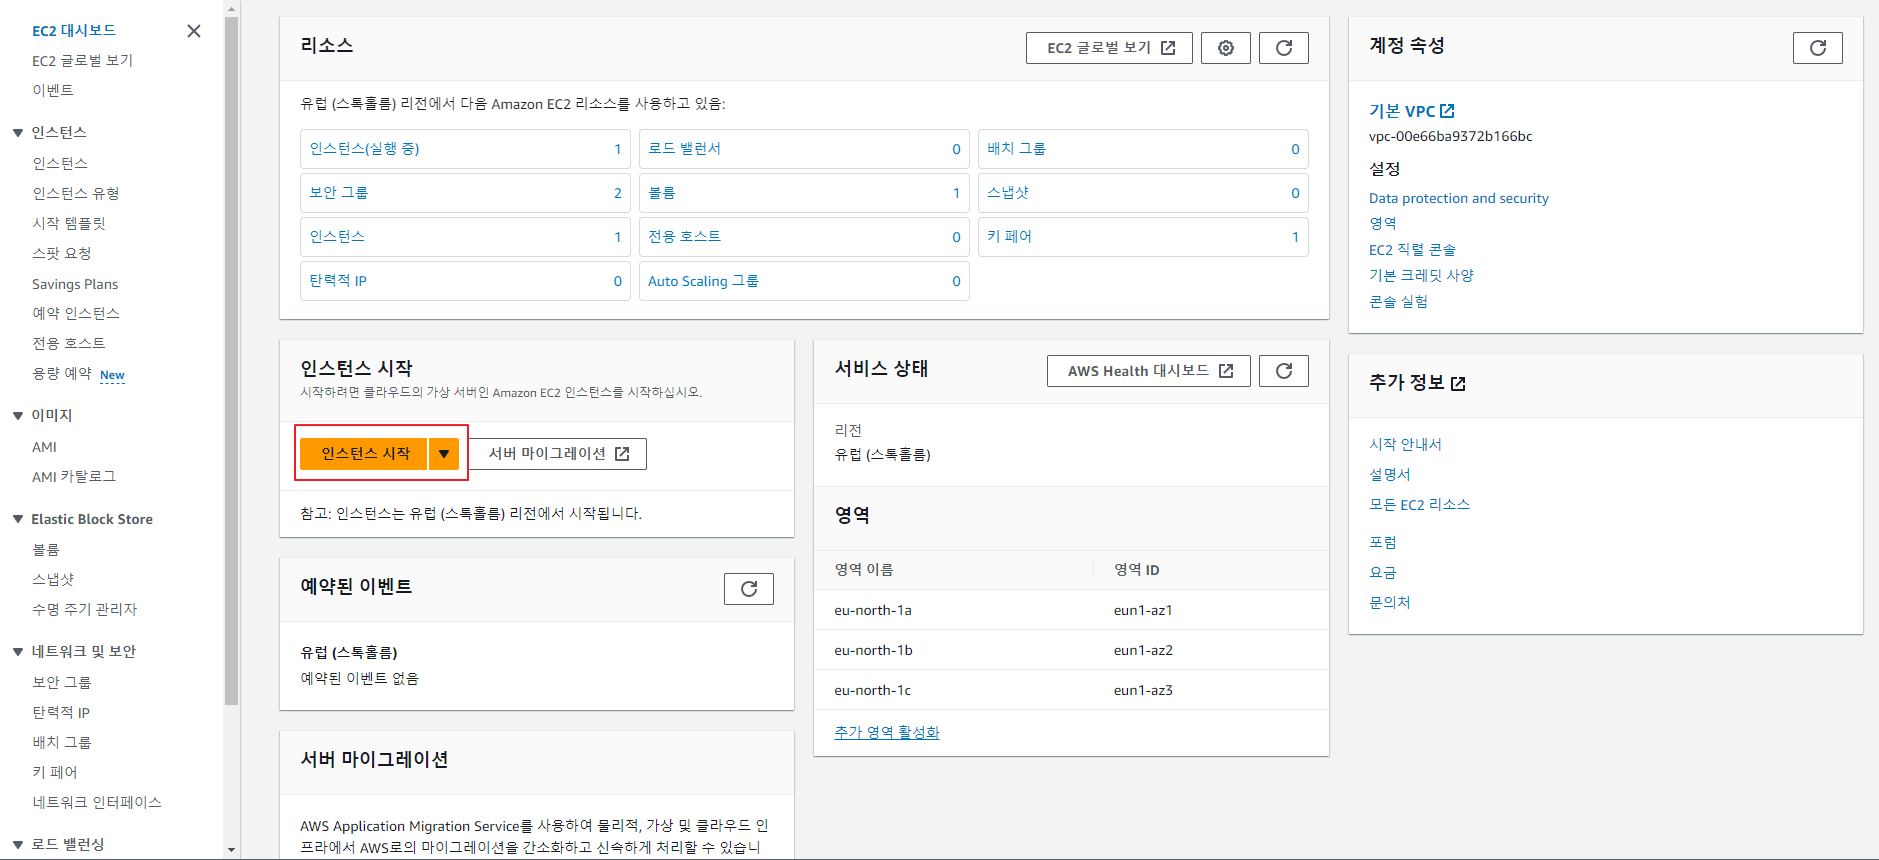 EC2 대시보드
EC2 글로벌 보기
이벤트
인스턴스
인스턴스
인스턴스 유형
시작 템플릿
스팟 요청
Savings Plans
예약 인스턴스
전용 호스트
용량 예약 New
이미지
AMI
AMI 카탈로그
Elastic Block Store
볼륨
스냅샷
수명 주기 관리자
네트워크 및 보안
보안 그룹
탄력적 IP
배치 그룹
키 페어
네트워크 인터페이스
로드 밸런싱
리소스
EC2 글로벌 보기
유럽 (스톡홀름) 리전에서 다음 Amazon EC2 리소스를 사용하고 있음:
인스턴스(실행 중) 1
로드 밸런서 0
배치 그룹 0
보안 그룹 2
볼륨 1
스냅샷 0
인스턴스 1
전용 호스트 0
키 페어 1
탄력적 IP 0
Auto Scaling 그룹 0
인스턴스 시작
시작하려면 클라우드의 가상 서버인 Amazon EC2 인스턴스를 시작하십시오.
인스턴스 시작
서버 마이그레이션
참고: 인스턴스는 유럽 (스톡홀름) 리전에서 시작됩니다.
예약된 이벤트
유럽 (스톡홀름)
예약된 이벤트 없음
서버 마이그레이션
AWS Application Migration Service를 사용하여 물리적, 가상 및 클라우드 인
프라에서 AWS로의 마이그레이션을 간소화하고 신속하게 처리할 수 있습니
서비스 상태
AWS Health 대시보드
리전
유럽 (스톡홀름)
영역
영역 이름 영역 ID
eu-north-1a eun1-az1
eu-north-1b eun1-az2
eu-north-1c eun1-az3
추가 영역 활성화
계정 속성
기본 VPC
vpc-00e66ba9372b166bc
설정
Data protection and security
영역
EC2 직렬 콘솔
기본 크레딧 사양
콘솔 실험
추가 정보
시작 안내서
설명서
모든 EC2 리소스
포럼
요금
문의처